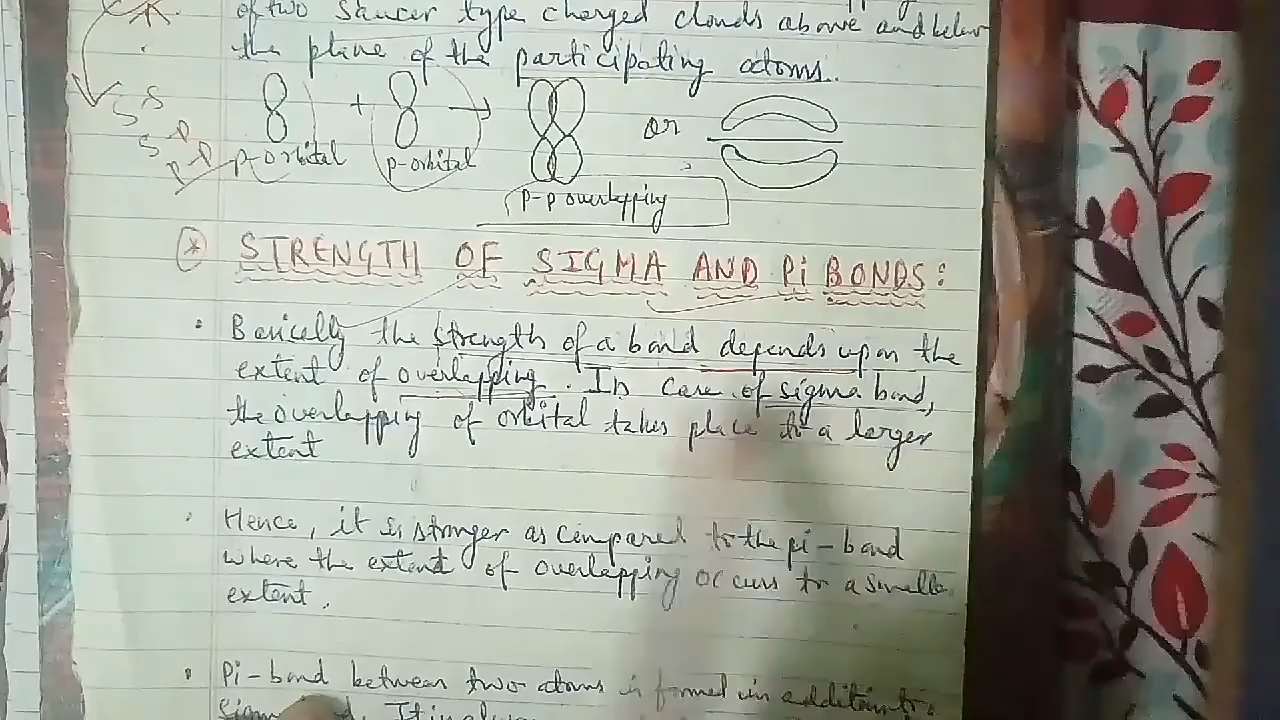 of two saucer type charged clouds above and below
the plane of the participating atoms.
SS
S-P
P-P
p-orbital + p-orbital → or
p-p overlapping
* STRENGTH OF SIGMA AND Pi BONDS:
Basically the strength of a bond depends upon the
extent of overlapping. In case of sigma bond,
the overlapping of orbital takes place to a larger
extent
Hence, it is stronger as compared to the pi-bond
where the extent of overlapping occurs to a smaller
extent.
Pi-bond between two atoms is formed in addition to